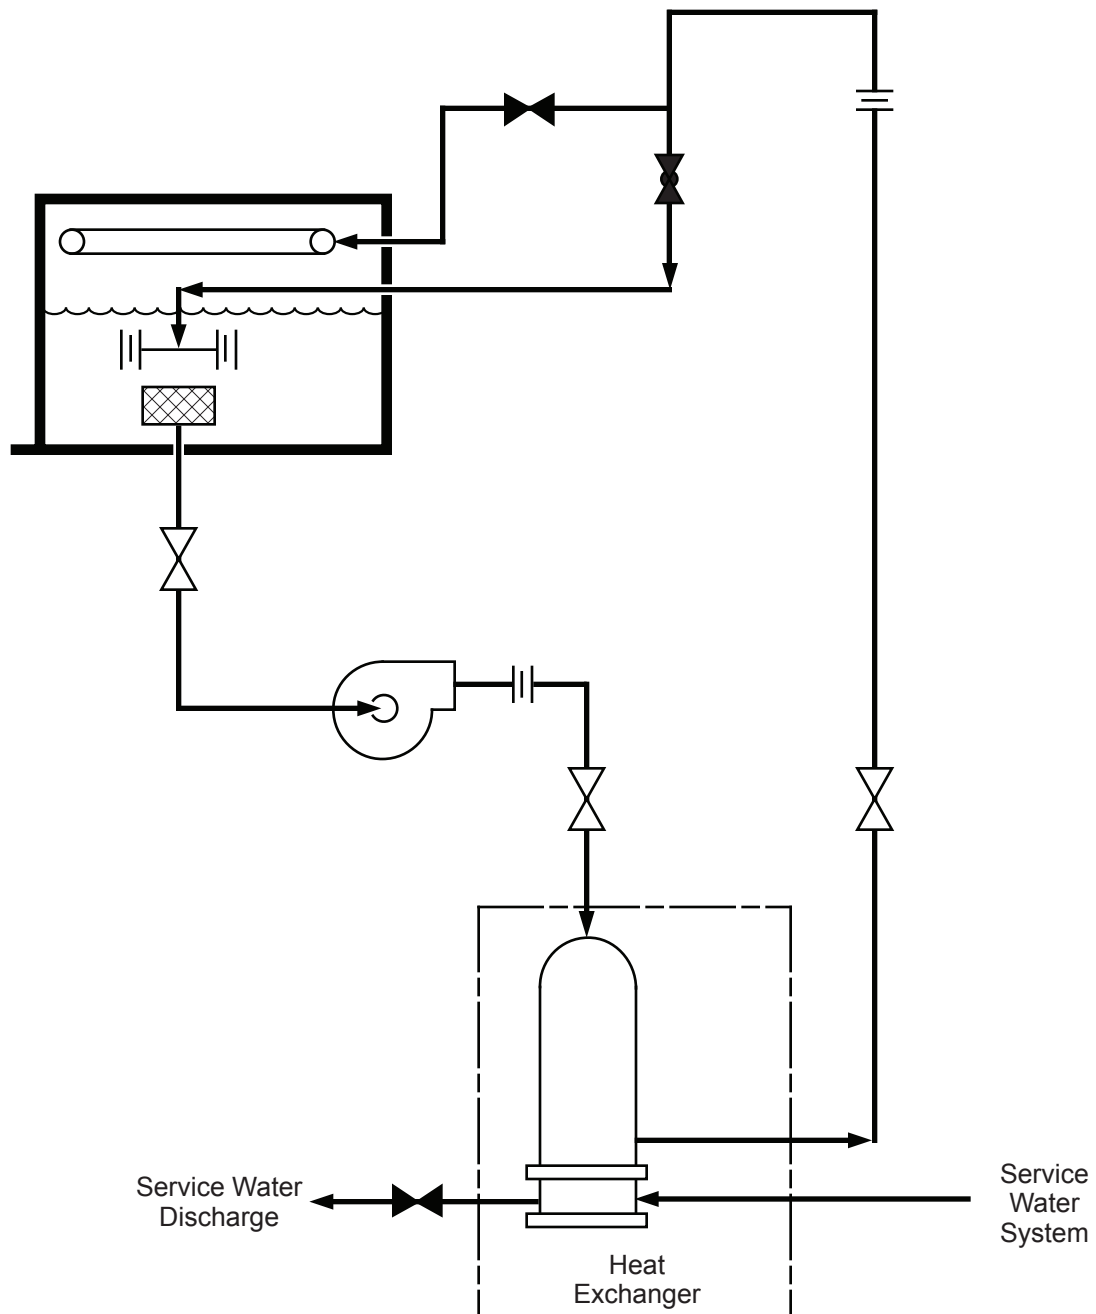 Service Water
Discharge
Service
Water
System
Heat
Exchanger